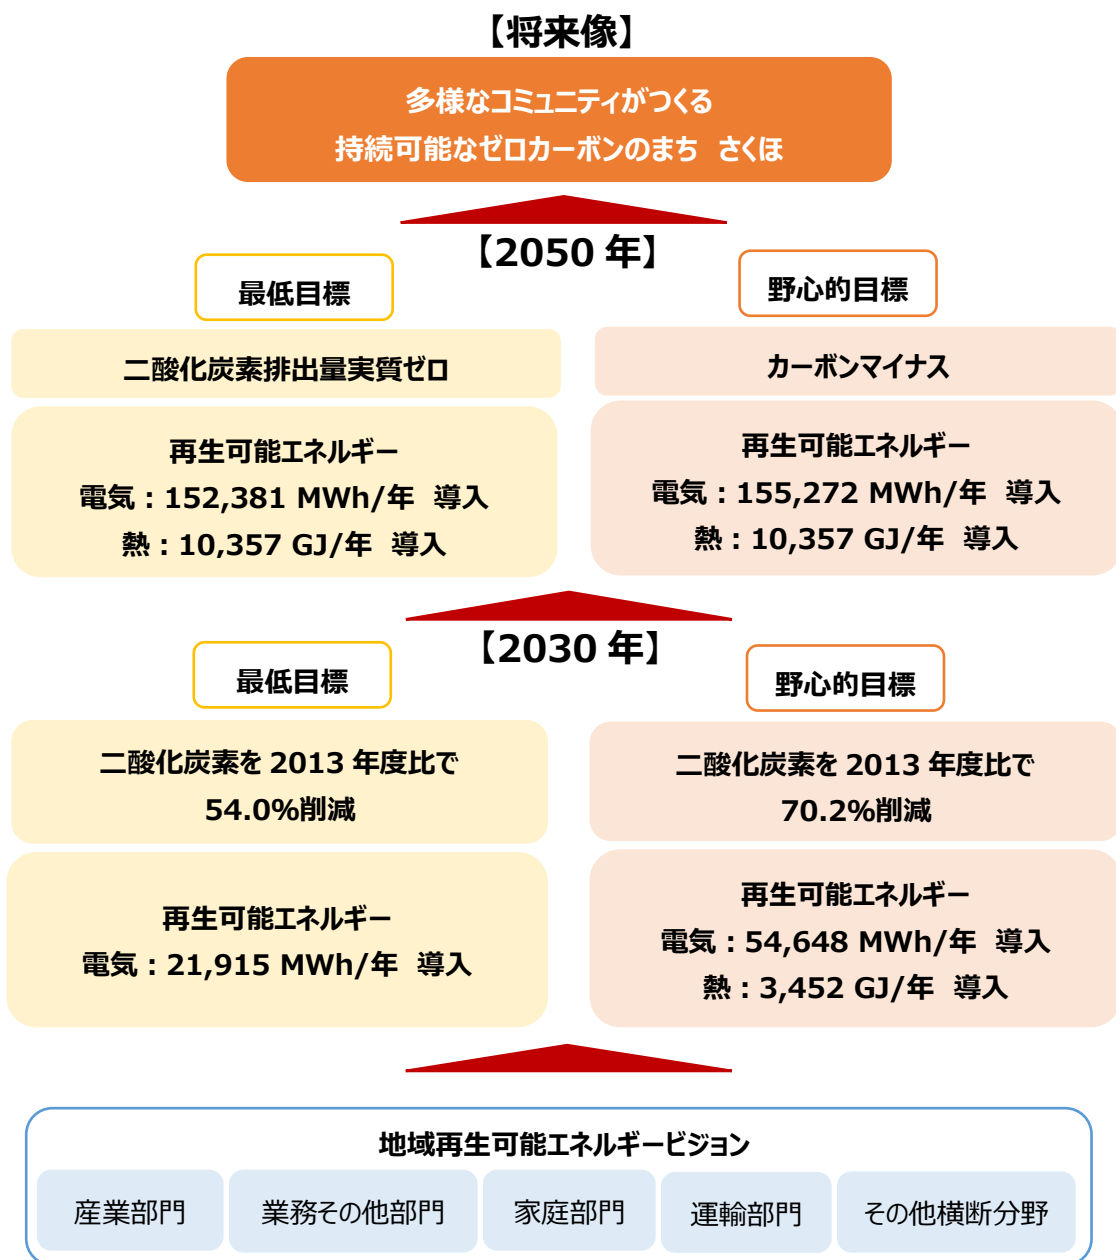 【将来像】
多様なコミュニティがつくる
持続可能なゼロカーボンのまち さくほ
【2050 年】
最低目標
野心的目標
二酸化炭素排出量実質ゼロ
カーボンマイナス
再生可能エネルギー
電気：152,381 MWh/年 導入
熱：10,357 GJ/年 導入
再生可能エネルギー
電気：155,272 MWh/年 導入
熱：10,357 GJ/年 導入
【2030 年】
最低目標
野心的目標
二酸化炭素を 2013 年度比で
54.0%削減
二酸化炭素を 2013 年度比で
70.2%削減
再生可能エネルギー
電気：21,915 MWh/年 導入
再生可能エネルギー
電気：54,648 MWh/年 導入
熱：3,452 GJ/年 導入
地域再生可能エネルギービジョン
産業部門
業務その他部門
家庭部門
運輸部門
その他横断分野